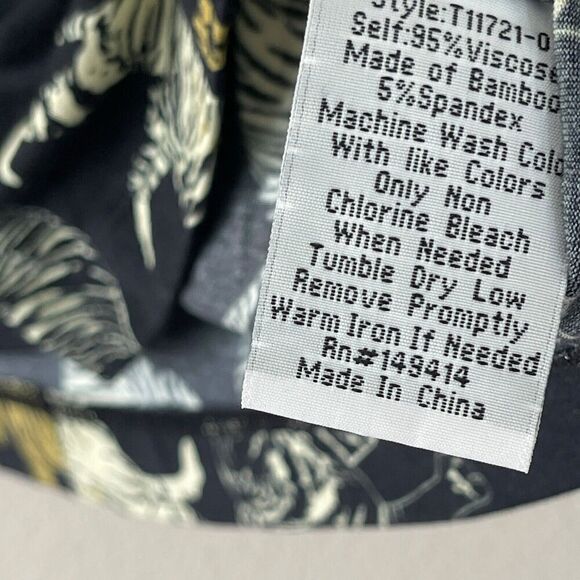 Style:T11721-0
Self:95%Viscose
Made of Bamboo
5%Spandex
Machine Wash Cold
With like Colors
Only Non
Chlorine Bleach
When Needed
Tumble Dry Low
Remove Promptly
Warm Iron If Needed
Rn#149414
Made In China